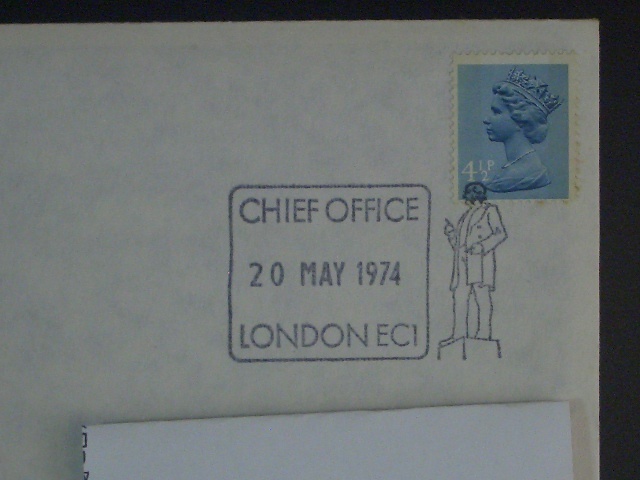 4½P
CHIEF OFFICE
20 MAY 1974
LONDON EC1